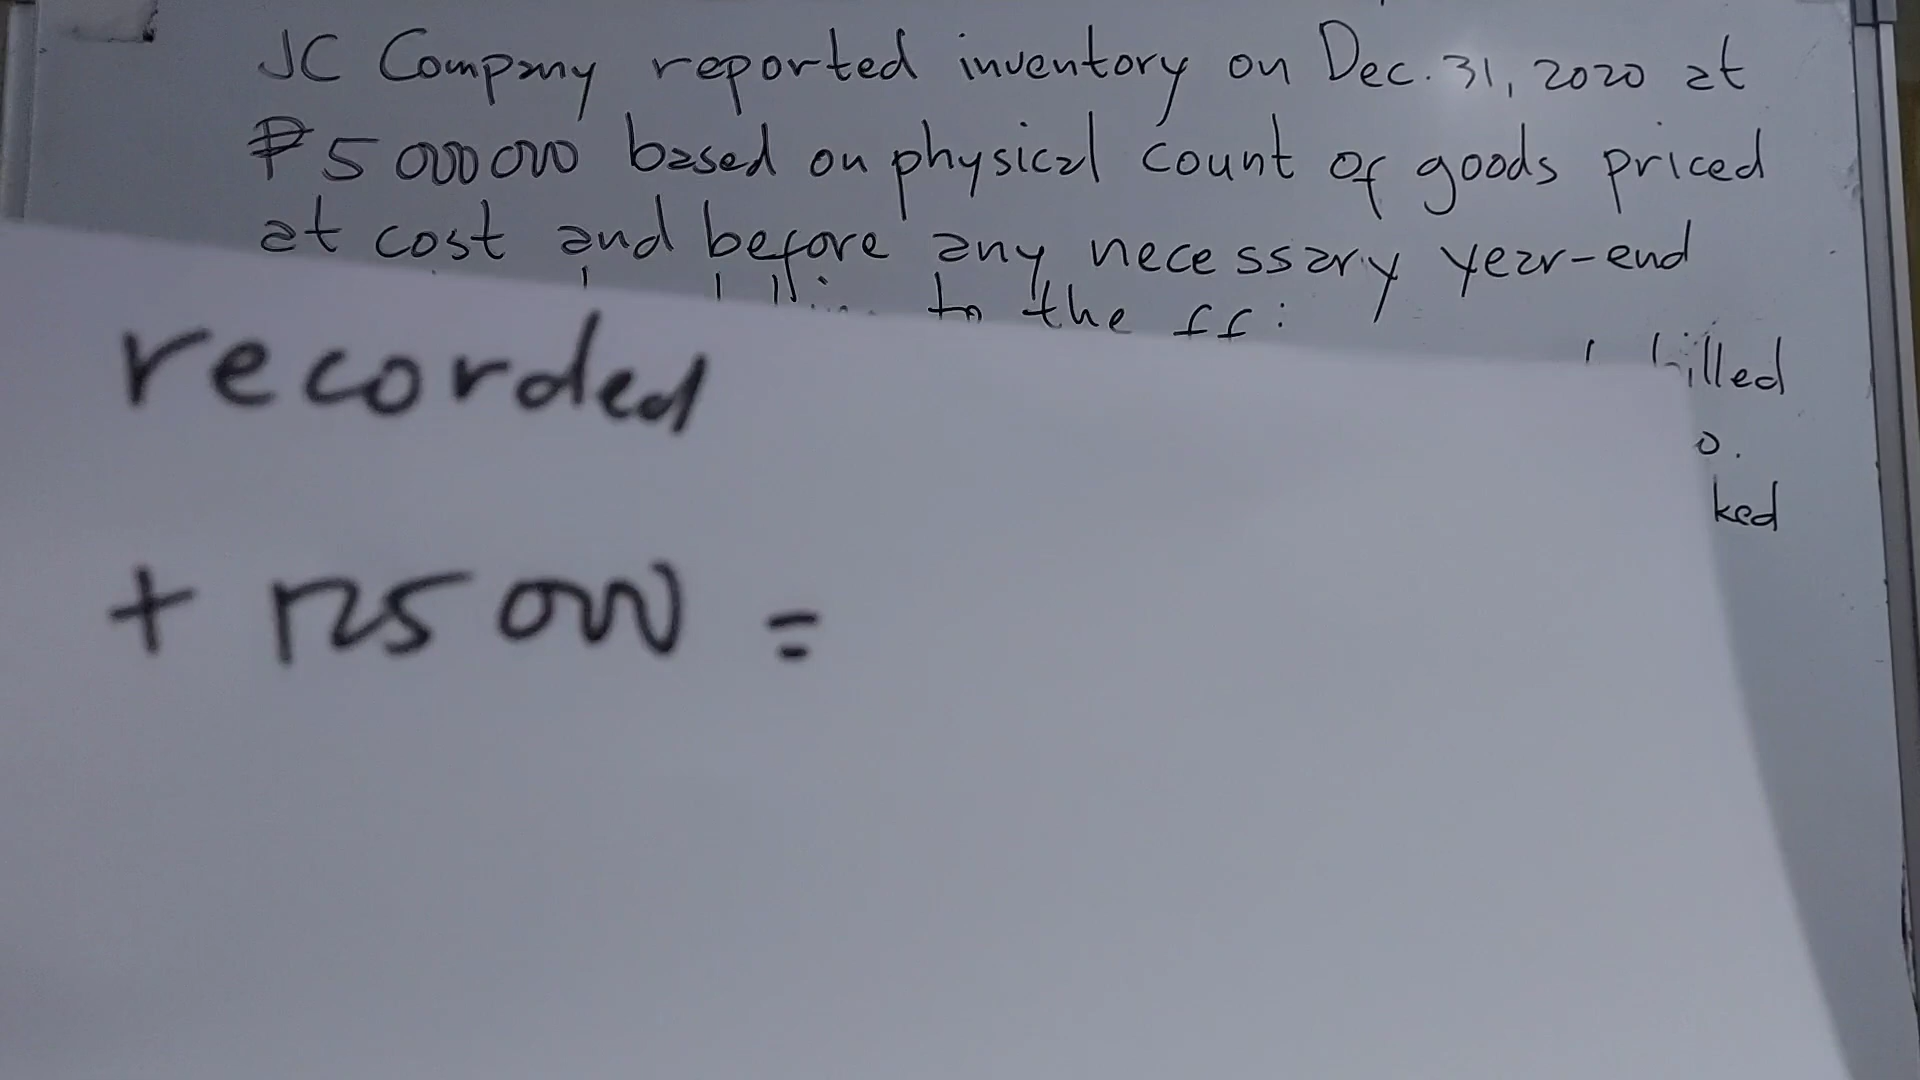 JC Company reported inventory on Dec. 31, 2020 at
₱5 000 000 based on physical count of goods priced
at cost and before any necessary year-end
to the ff:
billed
recorded
o.
ked
+ 125 000 =